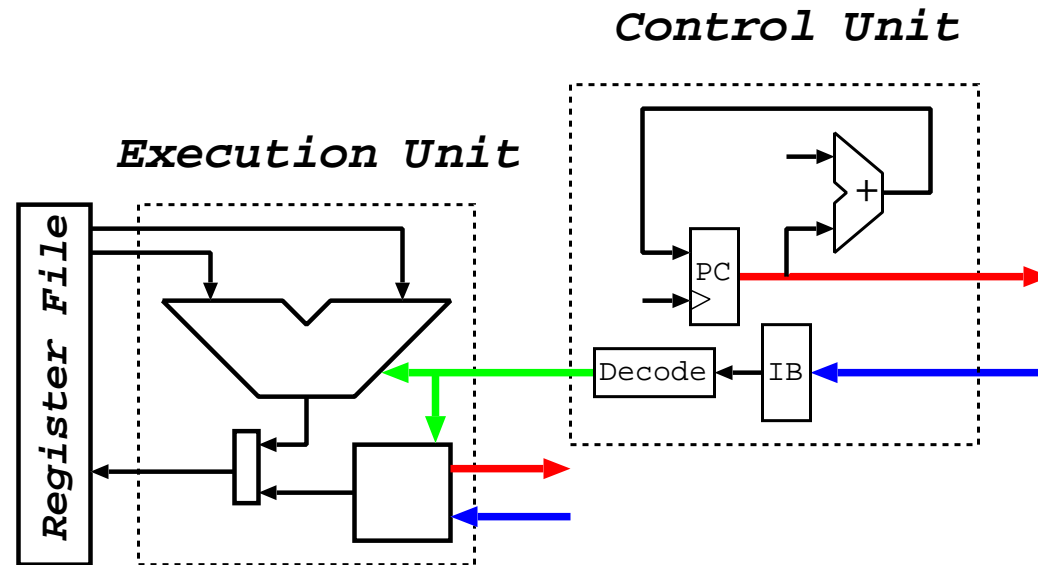 Control Unit
Execution Unit
Register File
+
PC
Decode
IB